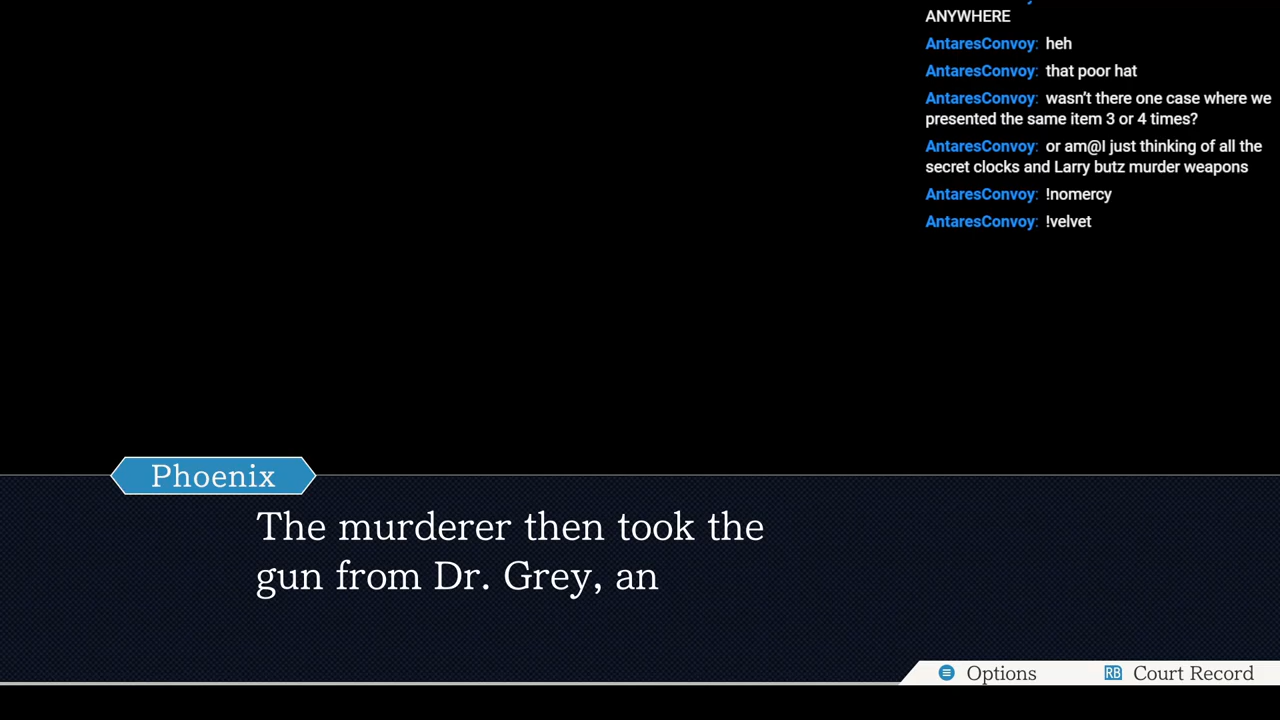 ANYWHERE
AntaresConvoy: heh
AntaresConvoy: that poor hat
AntaresConvoy: wasn't there one case where we
presented the same item 3 or 4 times?
AntaresConvoy: or am@I just thinking of all the
secret clocks and Larry butz murder weapons
AntaresConvoy: !nomercy
AntaresConvoy: !velvet
Phoenix
The murderer then took the
gun from Dr. Grey, an
Options
RB Court Record